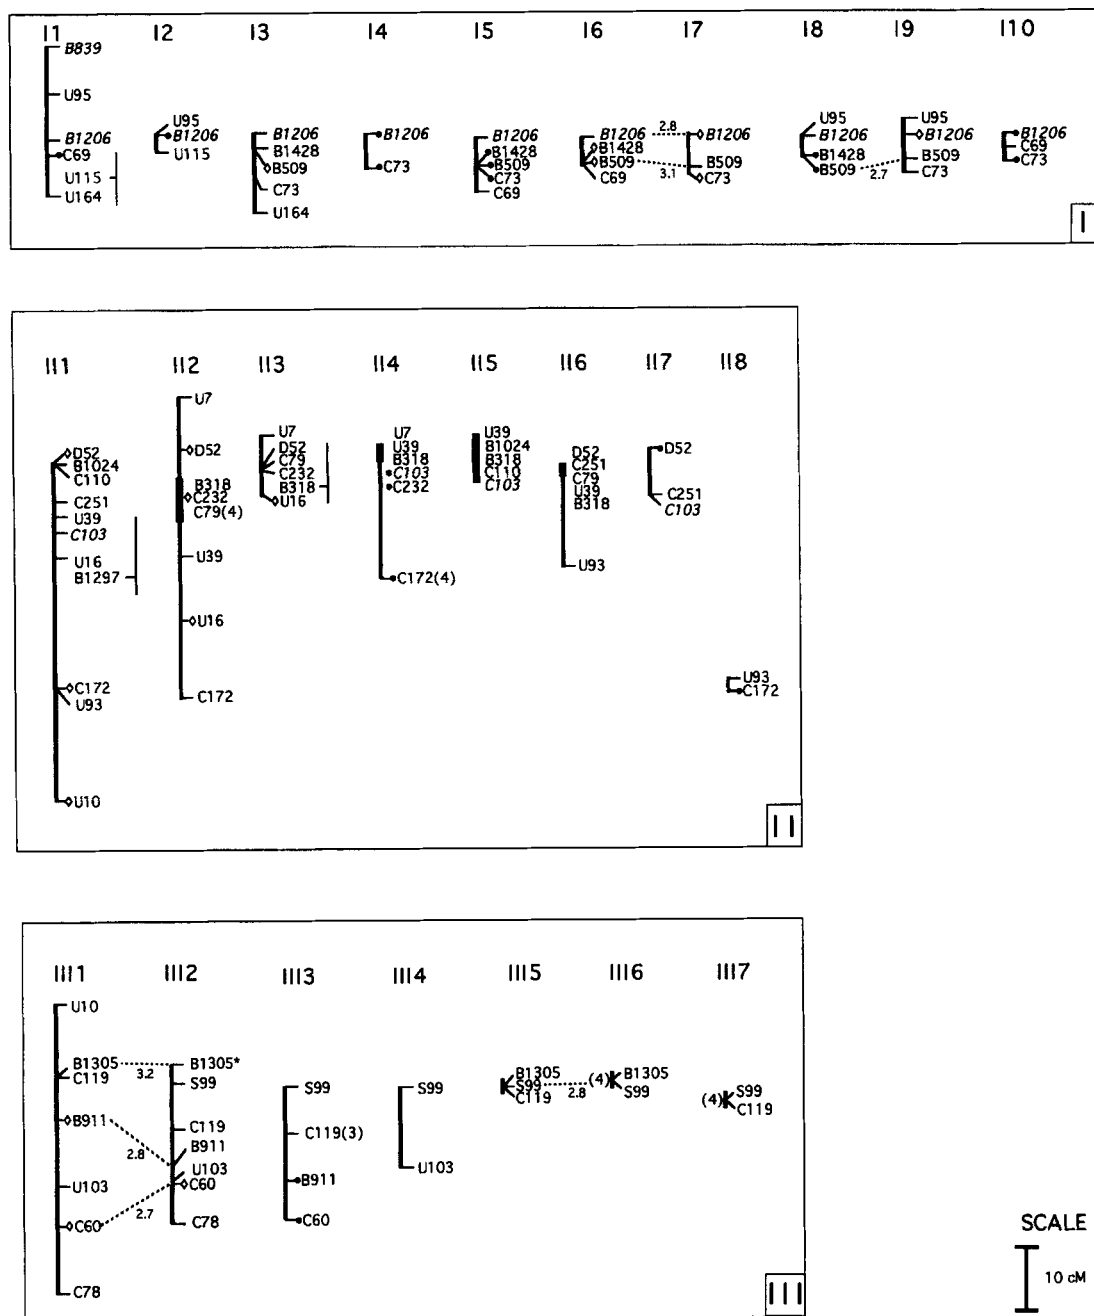 I1 I2 I3 I4 I5 I6 I7 I8 I9 I10
B839
U95
B1206
C69
U115
U164
U95
B1206
U115
B1206
B1428
B509
C73
U164
B1206
C73
B1206
B1428
B509
C73
C69
B1206
B1428
B509
C69
2.8
3.1
B1206
B509
C73
U95
B1206
B1428
B509
2.7
U95
B1206
B509
C73
B1206
C69
C73
I
II1 II2 II3 II4 II5 II6 II7 II8
D52
B1024
C110
C251
U39
C103
U16
B1297
C172
U93
U10
U7
D52
B318
C232
C79(4)
U39
U16
C172
U7
D52
C79
C232
B318
U16
U7
U39
B318
C103
C232
C172(4)
U39
B1024
B318
C110
C103
D52
C251
C79
U39
B318
U93
D52
C251
C103
U93
C172
II
III1 III2 III3 III4 III5 III6 III7
U10
B1305
C119
B911
U103
C60
C78
3.2
2.8
2.7
B1305*
S99
C119
B911
U103
C60
C78
S99
C119(3)
B911
C60
S99
U103
B1305
S99
C119
2.8
(4) B1305
S99
(4) S99
C119
III
SCALE
10 cM